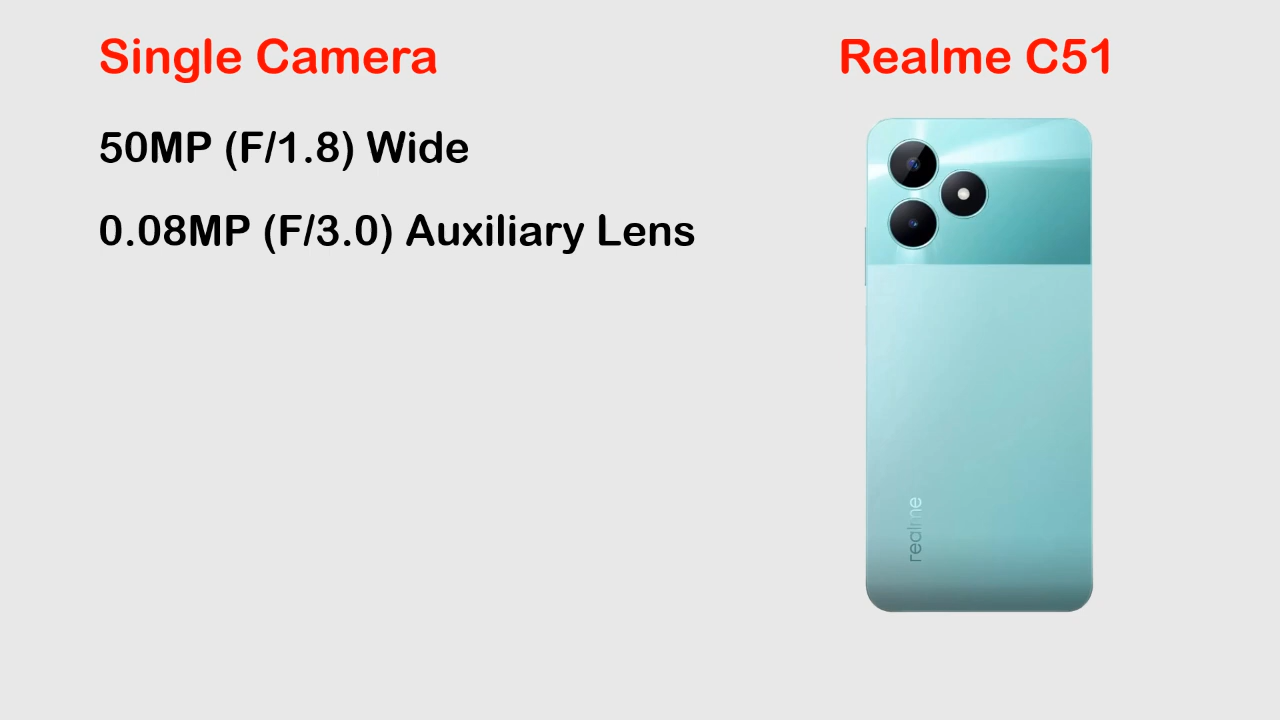 Single Camera
Realme C51
50MP (F/1.8) Wide
0.08MP (F/3.0) Auxiliary Lens
realme